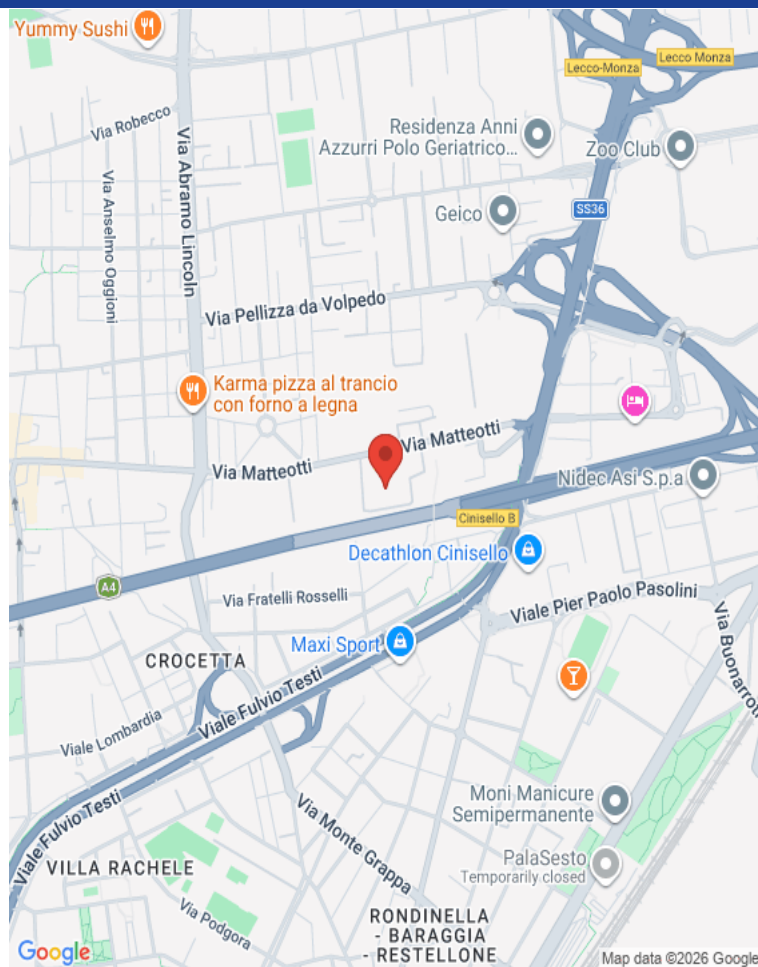 Yummy Sushi
Lecco-Monza
Lecco Monza
Via Robecco
Via Abramo Lincoln
Residenza Anni
Azzurri Polo Geriatrico...
Zoo Club
Via Anselmo Oggioni
Geico
SS36
Via Pellizza da Volpedo
Karma pizza al trancio
con forno a legna
Via Matteotti
Via Matteotti
Nidec Asi S.p.a
Cinisello B
Decathlon Cinisello
A4
Via Fratelli Rosselli
Viale Pier Paolo Pasolini
Via Buonarroti
Maxi Sport
CROCETTA
Viale Fulvio Testi
Viale Lombardia
Viale Fulvio Testi
Moni Manicure
Semipermanente
Via Monte Grappa
PalaSesto
Temporarily closed
VILLA RACHELE
Via Podgora
RONDINELLA
- BARAGGIA
- RESTELLONE
Google
Map data ©2026 Google